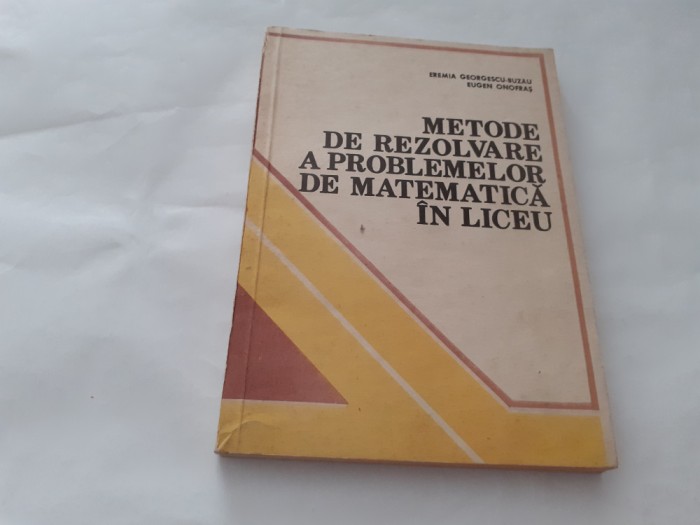 EREMIA GEORGESCU-BUZĂU
EUGEN ONOFRAȘ
METODE
DE REZOLVARE
A PROBLEMELOR
DE MATEMATICĂ
ÎN LICEU